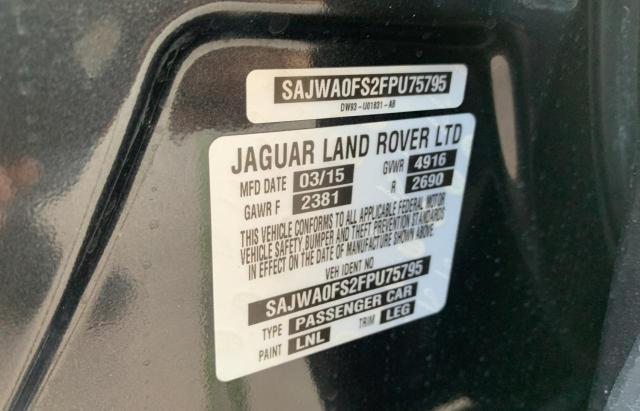 SAJWA0FS2FPU75795
DW93-U01831-AB
JAGUAR LAND ROVER LTD
MFD DATE 03/15 GVWR 4916
GAWR F 2381 R 2690
THIS VEHICLE CONFORMS TO ALL APPLICABLE FEDERAL MOTOR
VEHICLE SAFETY, BUMPER AND THEFT PREVENTION STANDARDS
IN EFFECT ON THE DATE OF MANUFACTURE SHOWN ABOVE.
VEH IDENT NO
SAJWA0FS2FPU75795
TYPE PASSENGER CAR
PAINT LNL TRIM LEG